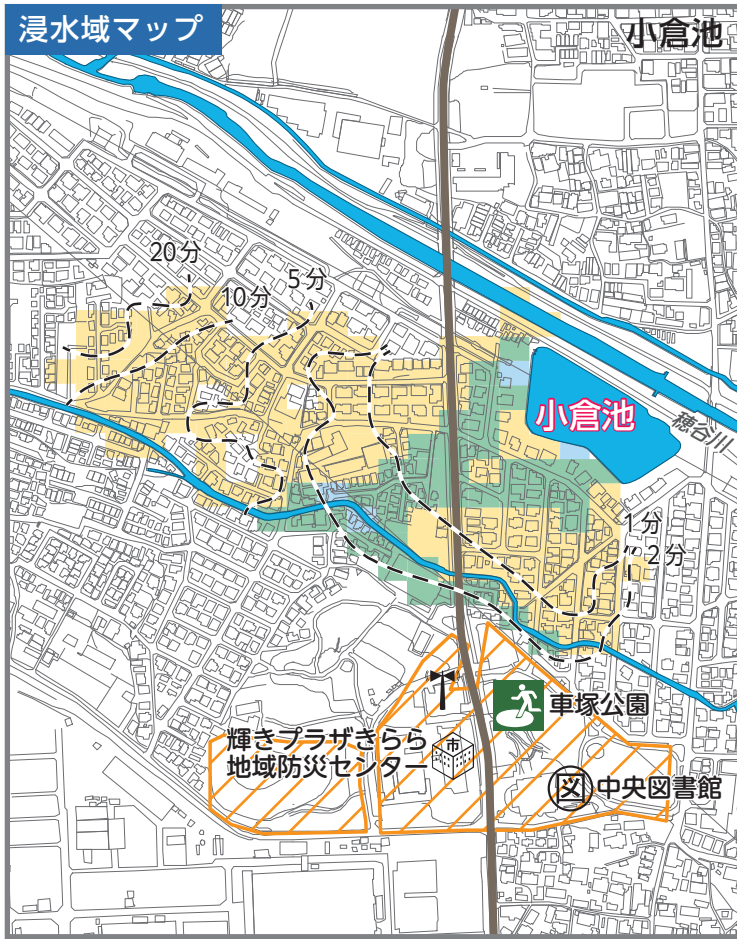 浸水域マップ
小倉池
20分
10分
5分
小倉池
穂谷川
1分
2分
車塚公園
輝きプラザきらら
地域防災センター
市
図
中央図書館